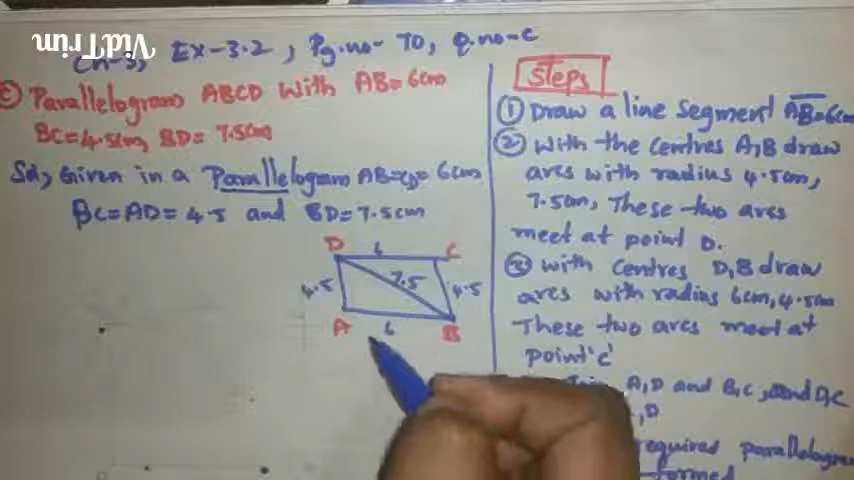 VidTrim
Ch-3, Ex-3.2, Pg.no- 70, Q.no-c
c Parallelogram ABCD With AB=6cm
BC=4.5cm, BD=7.5cm
Sol, Given in a Parallelogram AB=CD=6cm
BC=AD=4.5 and BD=7.5cm
D 6 C
4.5 7.5 4.5
A 6 B
Steps
① Draw a line segment AB=6cm
② With the centres A,B draw
arcs with radius 4.5cm,
7.5cm, These two arcs
meet at point D.
③ With centres D,B draw
arcs with radius 6cm, 4.5cm
These two arcs meet at
point 'c'
A,D and B,C, and D,C
,D
required parallelogram
formed